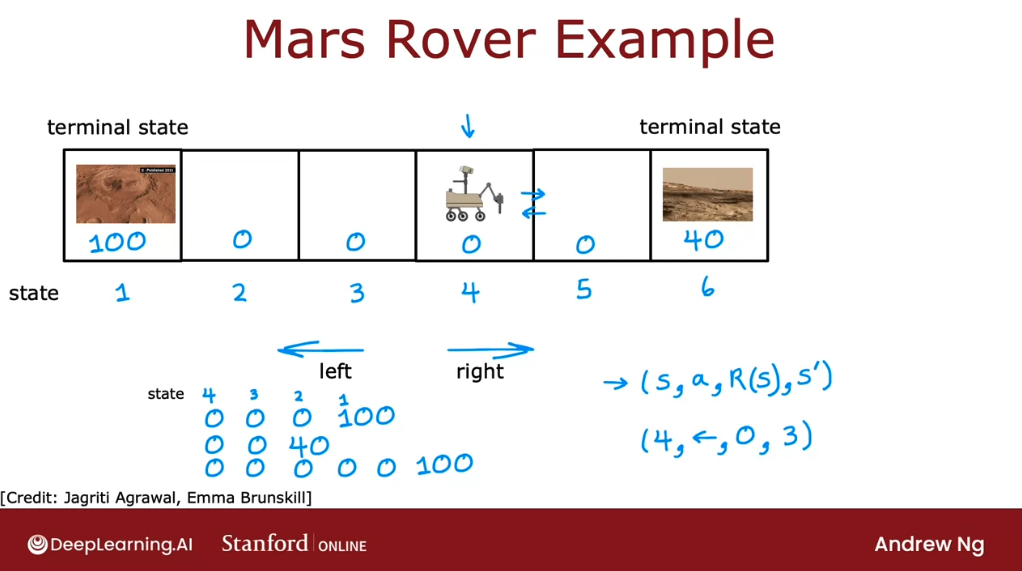 Mars Rover Example
terminal state
terminal state
↓
100 0 0 0 0 40
state 1 2 3 4 5 6
← left
→ right
→ (s, a, R(s), s')
(4, ←, 0, 3)
state 4 3 2 1
0 0 0 100
0 0 40
0 0 0 0 0 100
[Credit: Jagriti Agrawal, Emma Brunskill]
DeepLearning.AI Stanford | ONLINE Andrew Ng